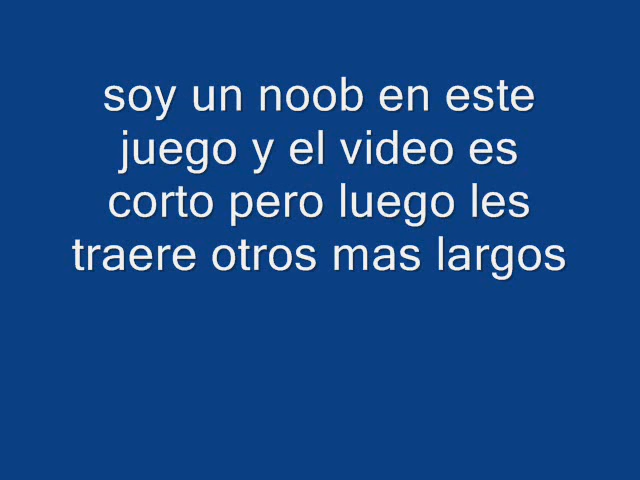 soy un noob en este
juego y el video es
corto pero luego les
traere otros mas largos